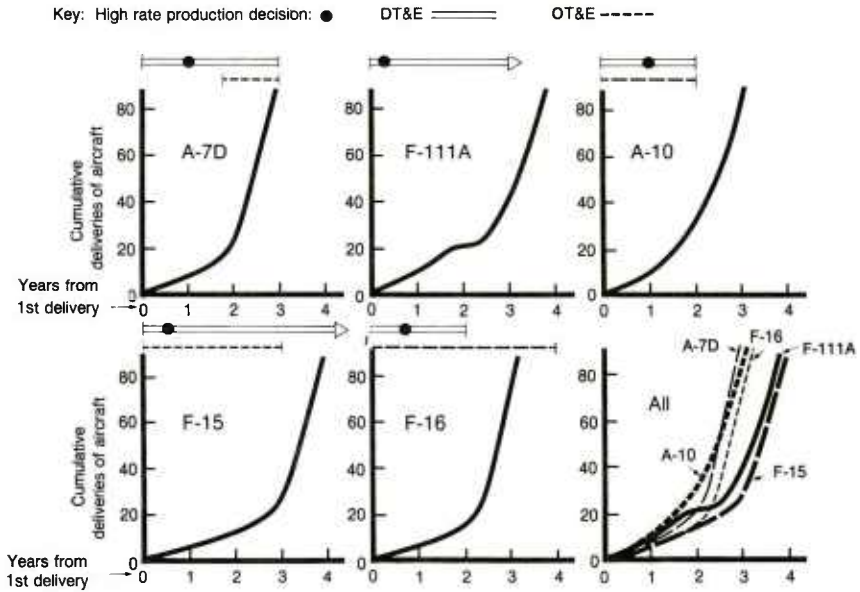 Key: High rate production decision: DT&E OT&E
Cumulative deliveries of aircraft
80
60
40
20
0
A-7D
0 1 2 3 4
80
60
40
20
0
F-111A
0 1 2 3 4
80
60
40
20
0
A-10
0 1 2 3 4
Years from
1st delivery
Cumulative deliveries of aircraft
80
60
40
20
0
F-15
0 1 2 3 4
80
60
40
20
0
F-16
0 1 2 3 4
80
60
40
20
0
All
A-7D
F-16
F-111A
A-10
F-15
0 1 2 3 4
Years from
1st delivery